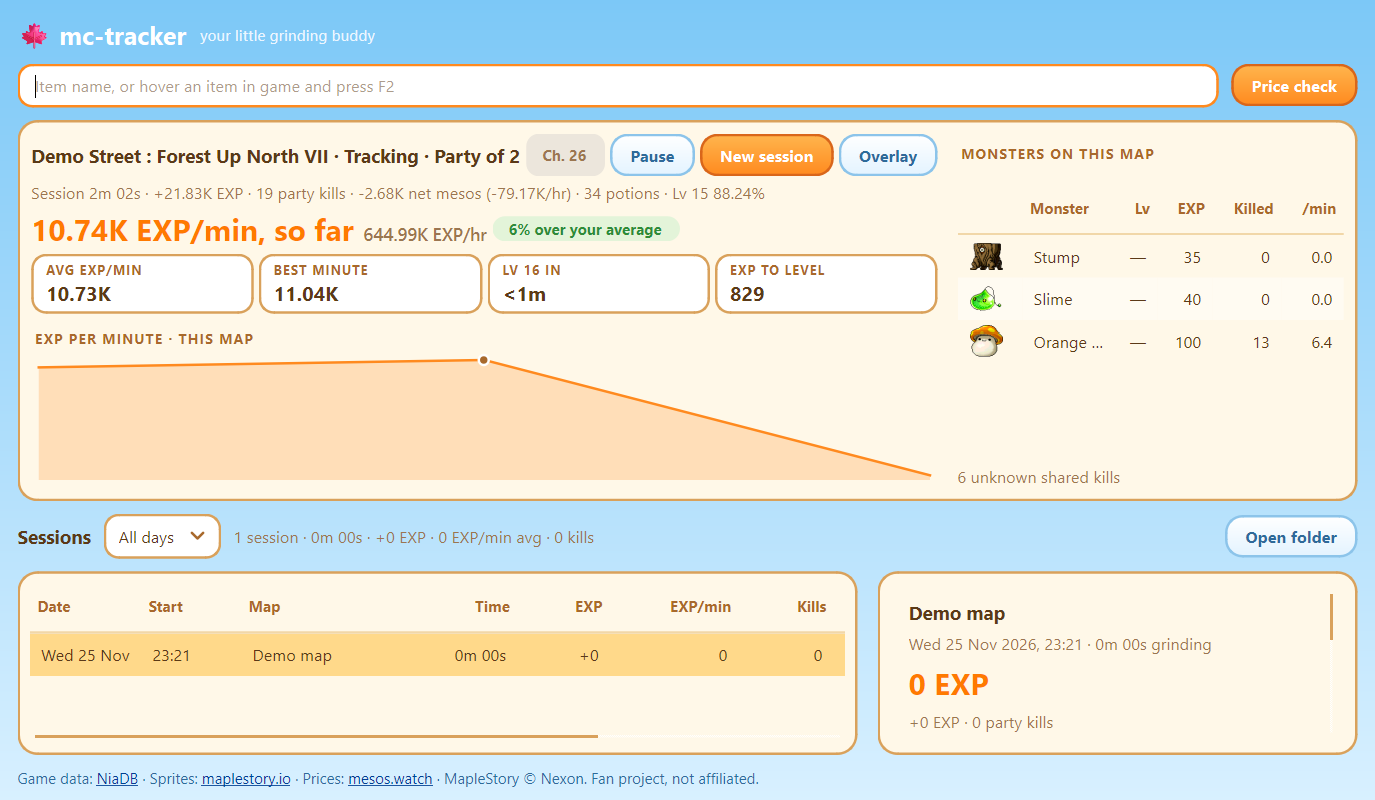 mc-tracker your little grinding buddy
Item name, or hover an item in game and press F2
Price check
Demo Street : Forest Up North VII · Tracking · Party of 2
Ch. 26
Pause
New session
Overlay
Session 2m 02s · +21.83K EXP · 19 party kills · -2.68K net mesos (-79.17K/hr) · 34 potions · Lv 15 88.24%
10.74K EXP/min, so far 644.99K EXP/hr 6% over your average
AVG EXP/MIN
10.73K
BEST MINUTE
11.04K
LV 16 IN
<1m
EXP TO LEVEL
829
EXP PER MINUTE · THIS MAP
MONSTERS ON THIS MAP
Monster Lv EXP Killed /min
Stump — 35 0 0.0
Slime — 40 0 0.0
Orange ... — 100 13 6.4
6 unknown shared kills
Sessions
All days
1 session · 0m 00s · +0 EXP · 0 EXP/min avg · 0 kills
Open folder
Date Start Map Time EXP EXP/min Kills
Wed 25 Nov 23:21 Demo map 0m 00s +0 0 0
Demo map
Wed 25 Nov 2026, 23:21 · 0m 00s grinding
0 EXP
+0 EXP · 0 party kills
Game data: NiaDB · Sprites: maplestory.io · Prices: mesos.watch · MapleStory © Nexon. Fan project, not affiliated.